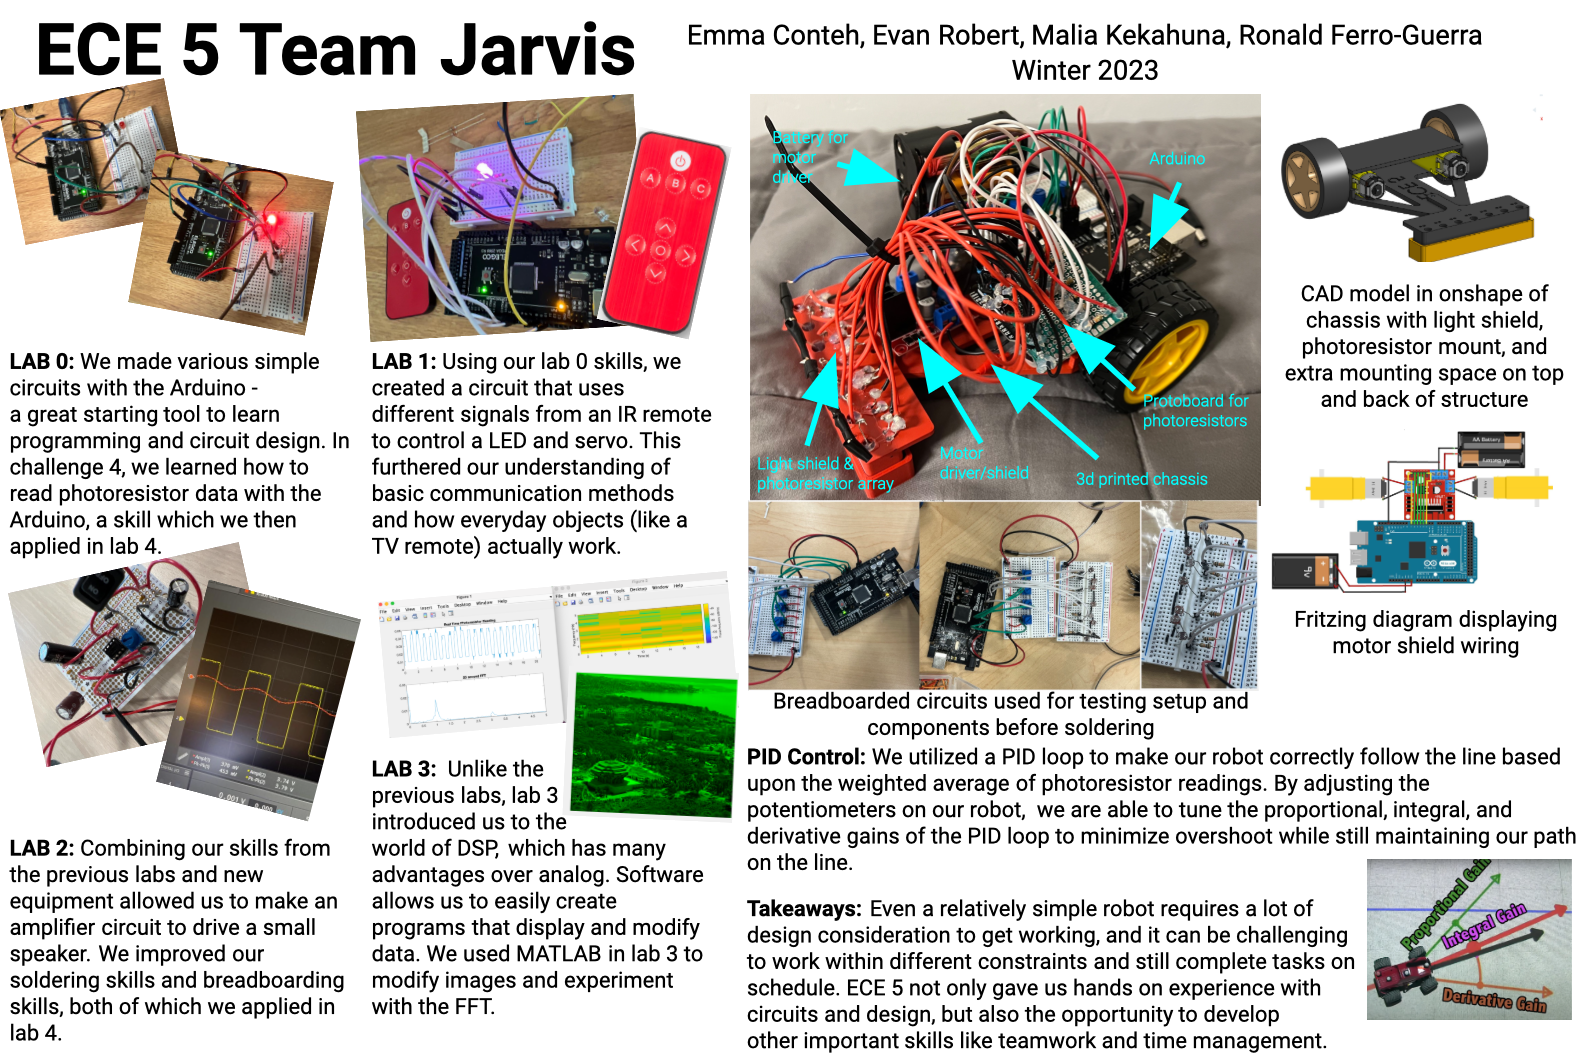 ECE 5 Team Jarvis
Emma Conteh, Evan Robert, Malia Kekahuna, Ronald Ferro-Guerra
Winter 2023
A
B
C
LAB 0: We made various simple
circuits with the Arduino -
a great starting tool to learn
programming and circuit design. In
challenge 4, we learned how to
read photoresistor data with the
Arduino, a skill which we then
applied in lab 4.
LAB 1: Using our lab 0 skills, we
created a circuit that uses
different signals from an IR remote
to control a LED and servo. This
furthered our understanding of
basic communication methods
and how everyday objects (like a
TV remote) actually work.
LAB 2: Combining our skills from
the previous labs and new
equipment allowed us to make an
amplifier circuit to drive a small
speaker. We improved our
soldering skills and breadboarding
skills, both of which we applied in
lab 4.
File Edit View Insert Tools Desktop Window Help
LAB 3: Unlike the
previous labs, lab 3
introduced us to the
world of DSP, which has many
advantages over analog. Software
allows us to easily create
programs that display and modify
data. We used MATLAB in lab 3 to
modify images and experiment
with the FFT.
Battery for
motor
driver
Arduino
Protoboard for
photoresistors
Light shield &
photoresistor array
Motor
driver/shield
3d printed chassis
Breadboarded circuits used for testing setup and
components before soldering
ECE 5
CAD model in onshape of
chassis with light shield,
photoresistor mount, and
extra mounting space on top
and back of structure
AA Battery
AA Battery
9V
Fritzing diagram displaying
motor shield wiring
PID Control: We utilized a PID loop to make our robot correctly follow the line based
upon the weighted average of photoresistor readings. By adjusting the
potentiometers on our robot, we are able to tune the proportional, integral, and
derivative gains of the PID loop to minimize overshoot while still maintaining our path
on the line.
Takeaways: Even a relatively simple robot requires a lot of
design consideration to get working, and it can be challenging
to work within different constraints and still complete tasks on
schedule. ECE 5 not only gave us hands on experience with
circuits and design, but also the opportunity to develop
other important skills like teamwork and time management.
Proportional Gain
Integral Gain
Derivative Gain